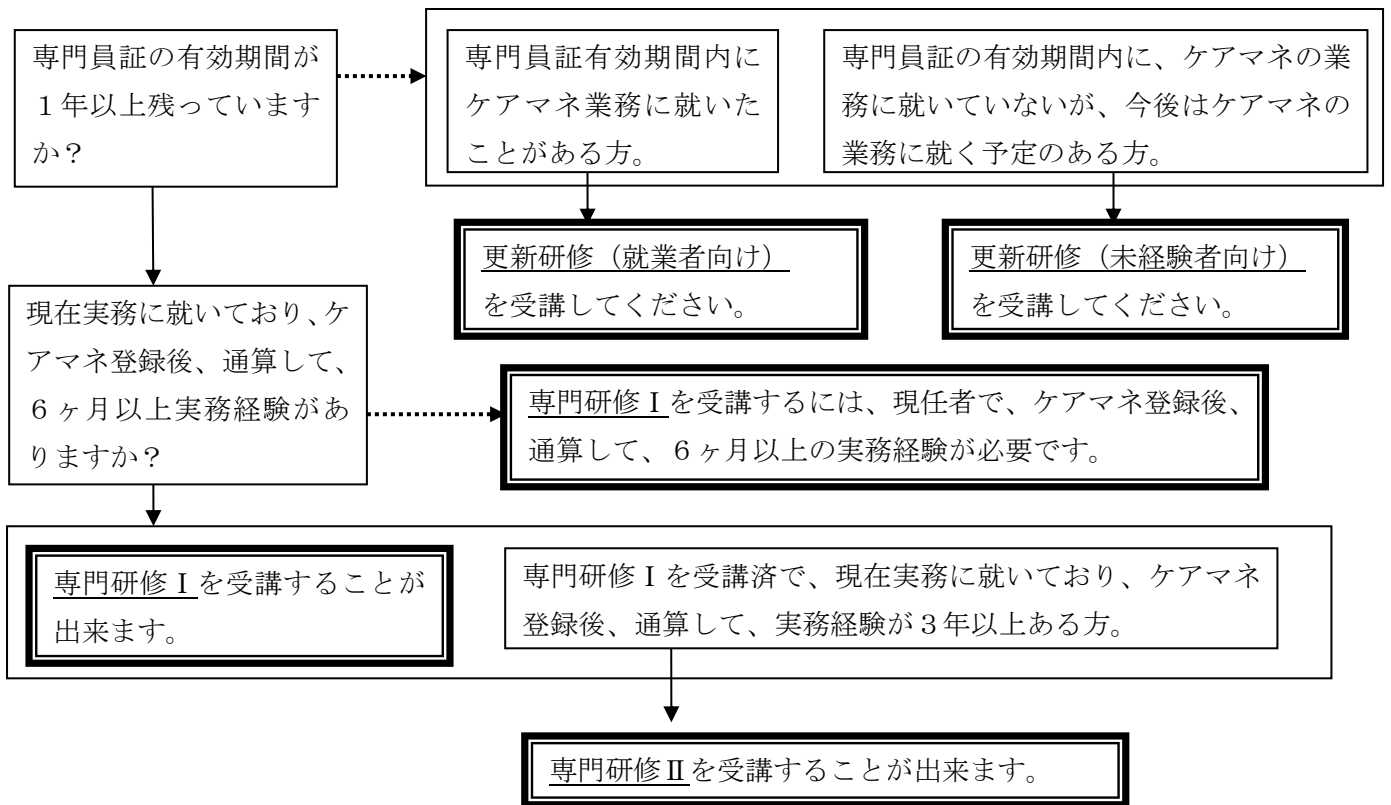 専門員証の有効期間が
１年以上残っています
か？
専門員証有効期間内に
ケアマネ業務に就いた
ことがある方。
専門員証の有効期間内に、ケアマネの業
務に就いていないが、今後はケアマネの
業務に就く予定のある方。
更新研修（就業者向け）
を受講してください。
更新研修（未経験者向け）
を受講してください。
現在実務に就いており、ケ
アマネ登録後、通算して、
６ヶ月以上実務経験があ
りますか？
専門研修Ⅰを受講するには、現任者で、ケアマネ登録後、
通算して、６ヶ月以上の実務経験が必要です。
専門研修Ⅰを受講することが
出来ます。
専門研修Ⅰを受講済で、現在実務に就いており、ケアマネ
登録後、通算して、実務経験が３年以上ある方。
専門研修Ⅱを受講することが出来ます。